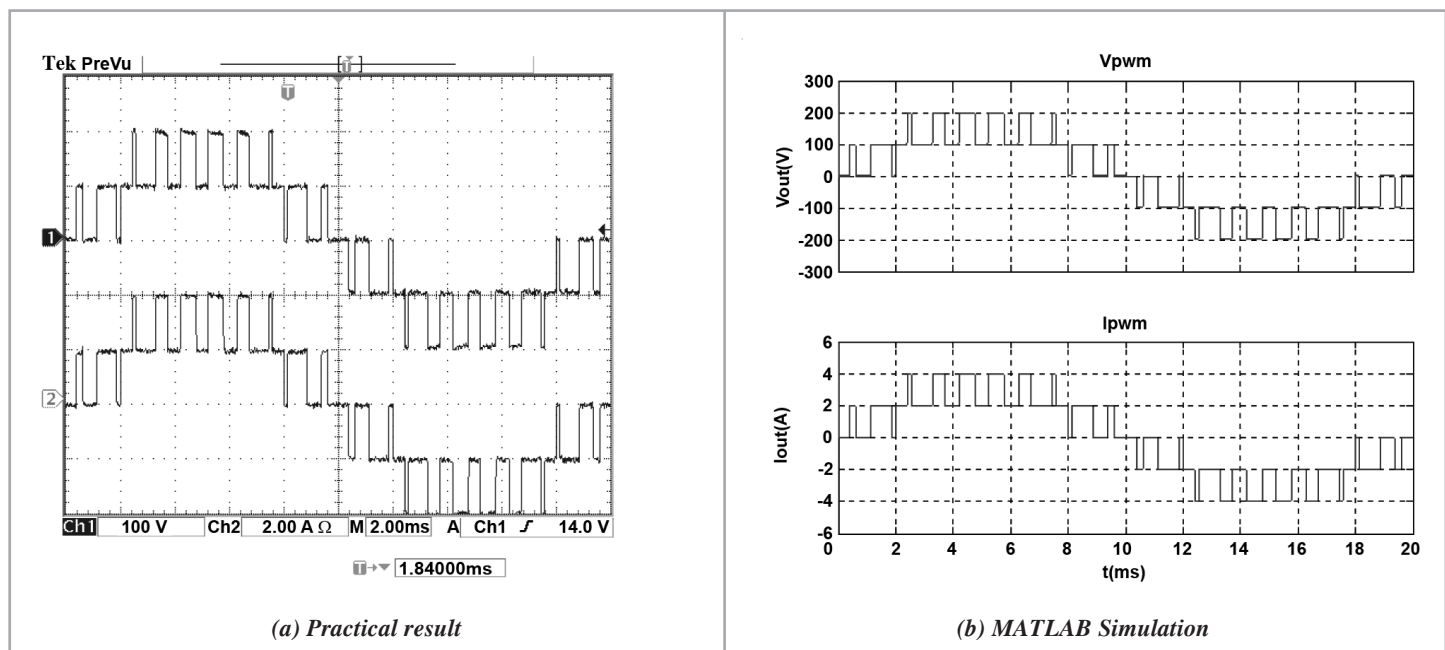 Tek PreVu
T
T
1
2
Ch1 100 V Ch2 2.00 A Ω M 2.00ms A Ch1 14.0 V
T 1.84000ms
(a) Practical result
Vpwm
300
200
100
0
-100
-200
-300
Vout(V)
Ipwm
6
4
2
0
-2
-4
-6
Iout(A)
0 2 4 6 8 10 12 14 16 18 20
t(ms)
(b) MATLAB Simulation